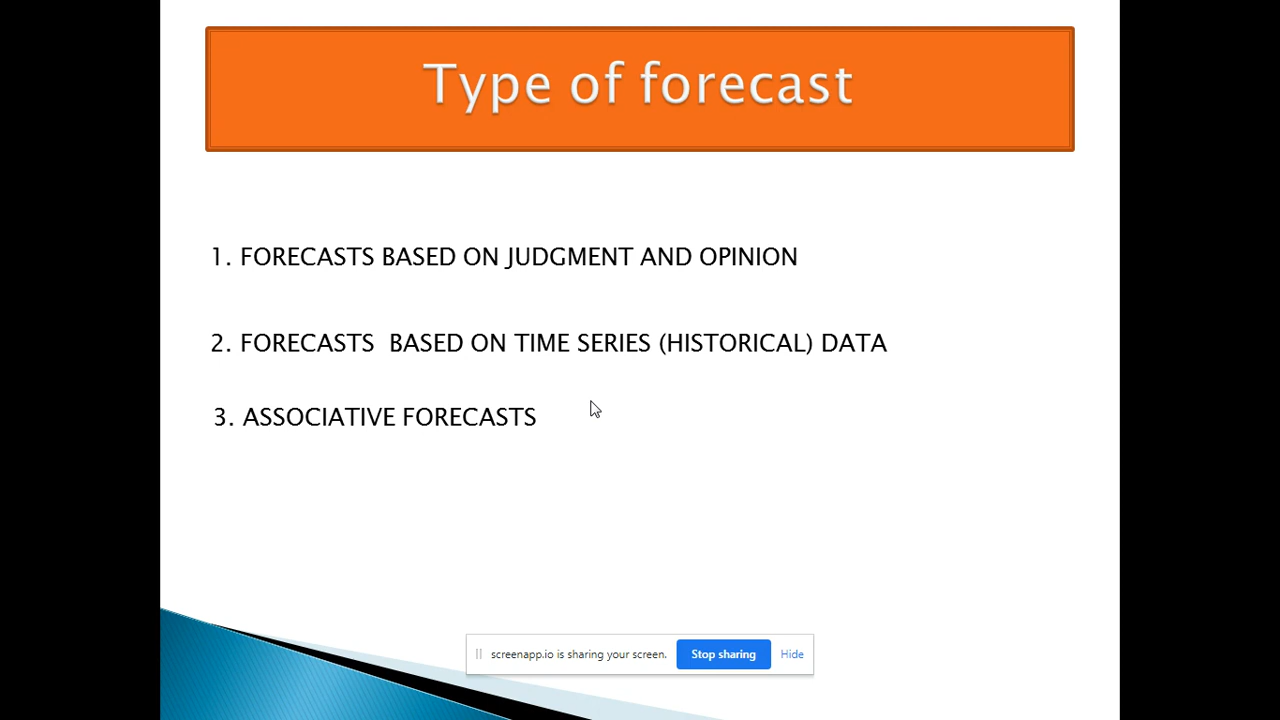 Type of forecast
1. FORECASTS BASED ON JUDGMENT AND OPINION
2. FORECASTS  BASED ON TIME SERIES (HISTORICAL) DATA
3. ASSOCIATIVE FORECASTS
screenapp.io is sharing your screen. Stop sharing Hide